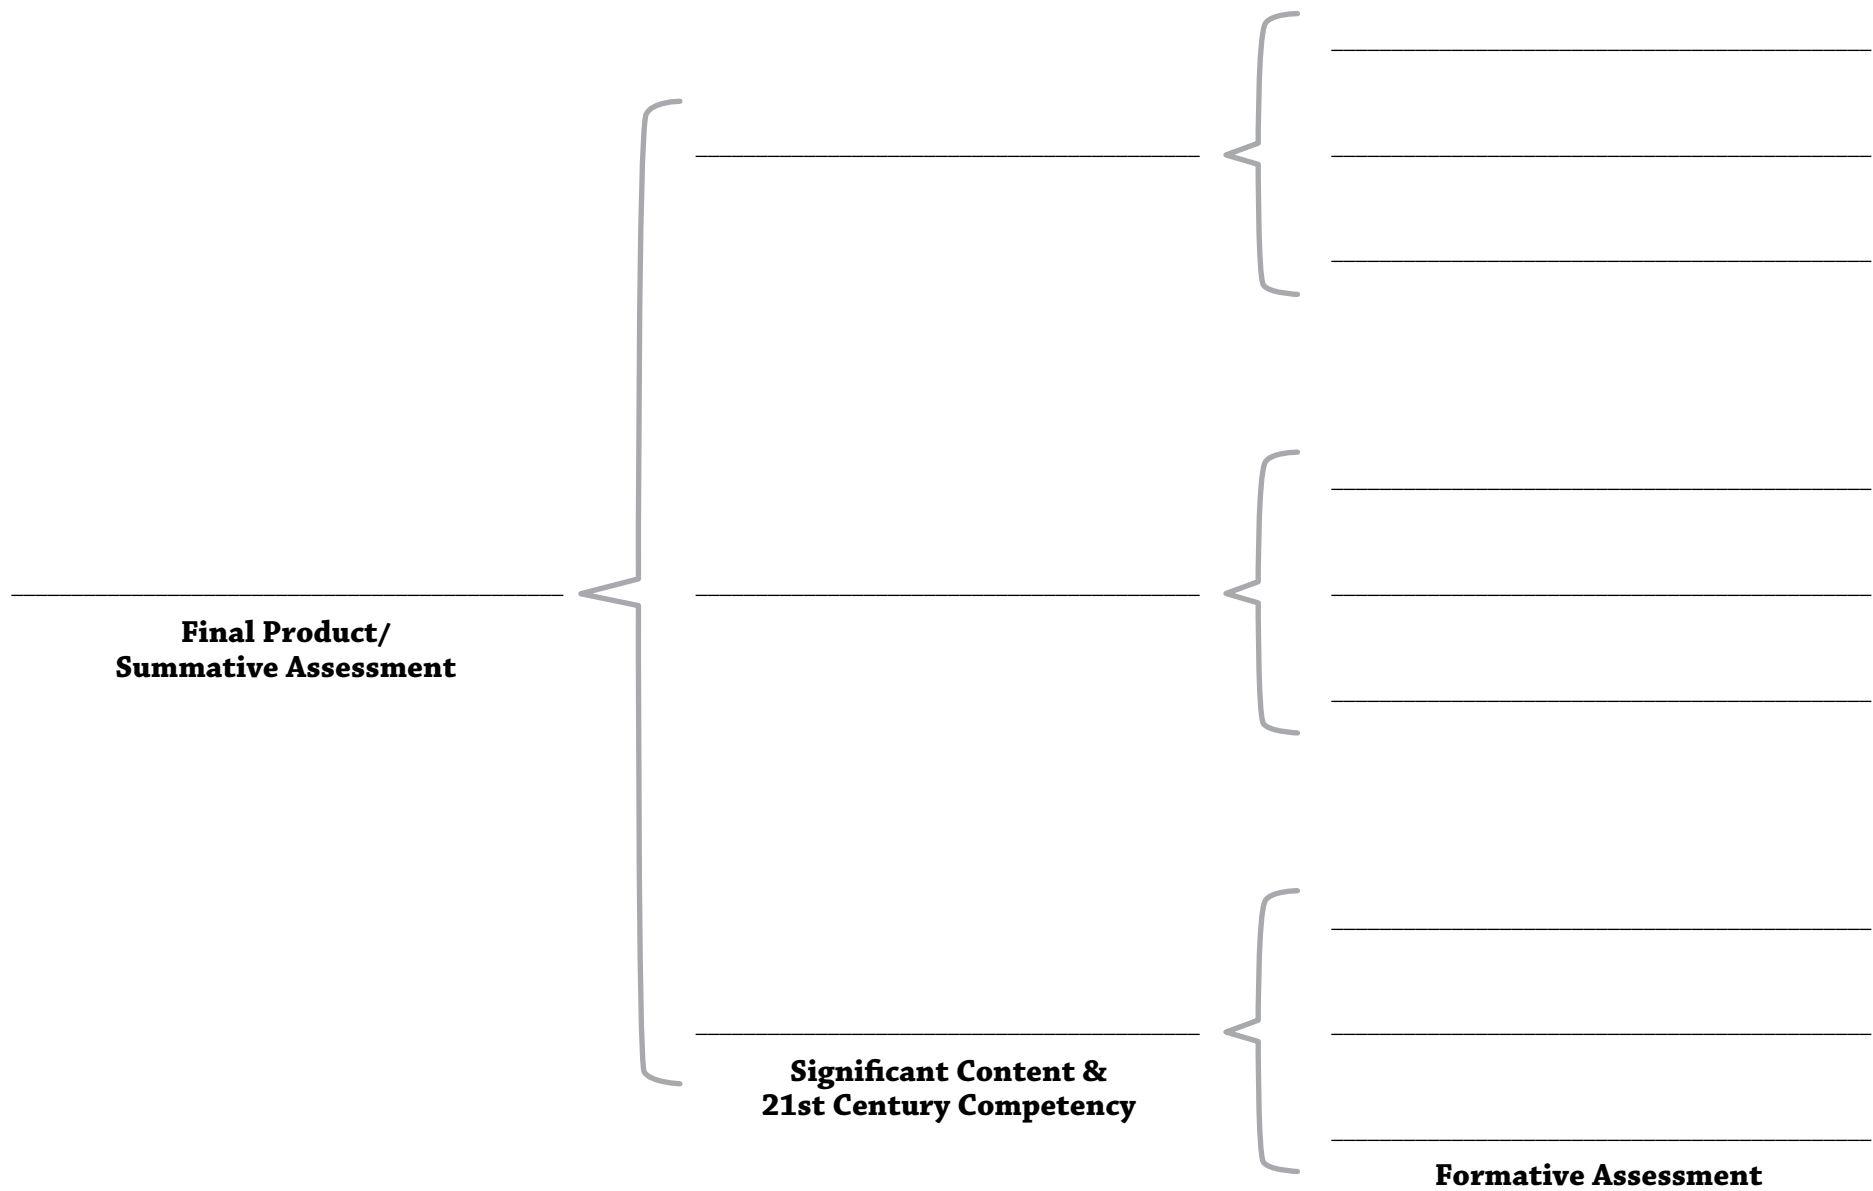 Final Product/
Summative Assessment
Significant Content &
21st Century Competency
Formative Assessment